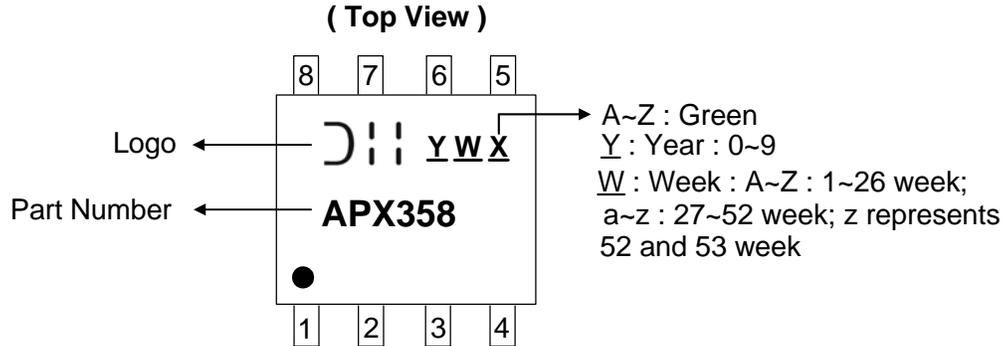 ( Top View )
8 7 6 5
A~Z : Green
Logo
Y W X
Y : Year : 0~9
W : Week : A~Z : 1~26 week;
Part Number
APX358
a~z : 27~52 week; z represents
52 and 53 week
1 2 3 4